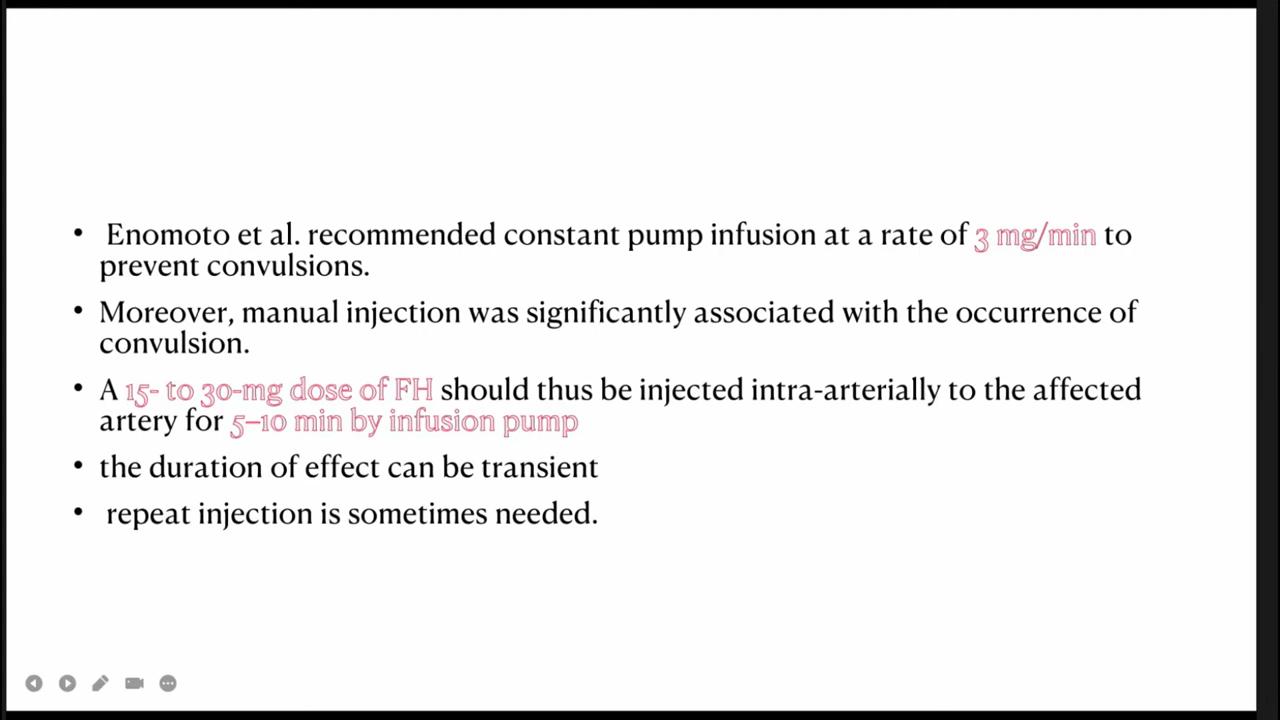 • Enomoto et al. recommended constant pump infusion at a rate of 3 mg/min to
prevent convulsions.
• Moreover, manual injection was significantly associated with the occurrence of
convulsion.
• A 15- to 30-mg dose of FH should thus be injected intra-arterially to the affected
artery for 5–10 min by infusion pump
• the duration of effect can be transient
• repeat injection is sometimes needed.